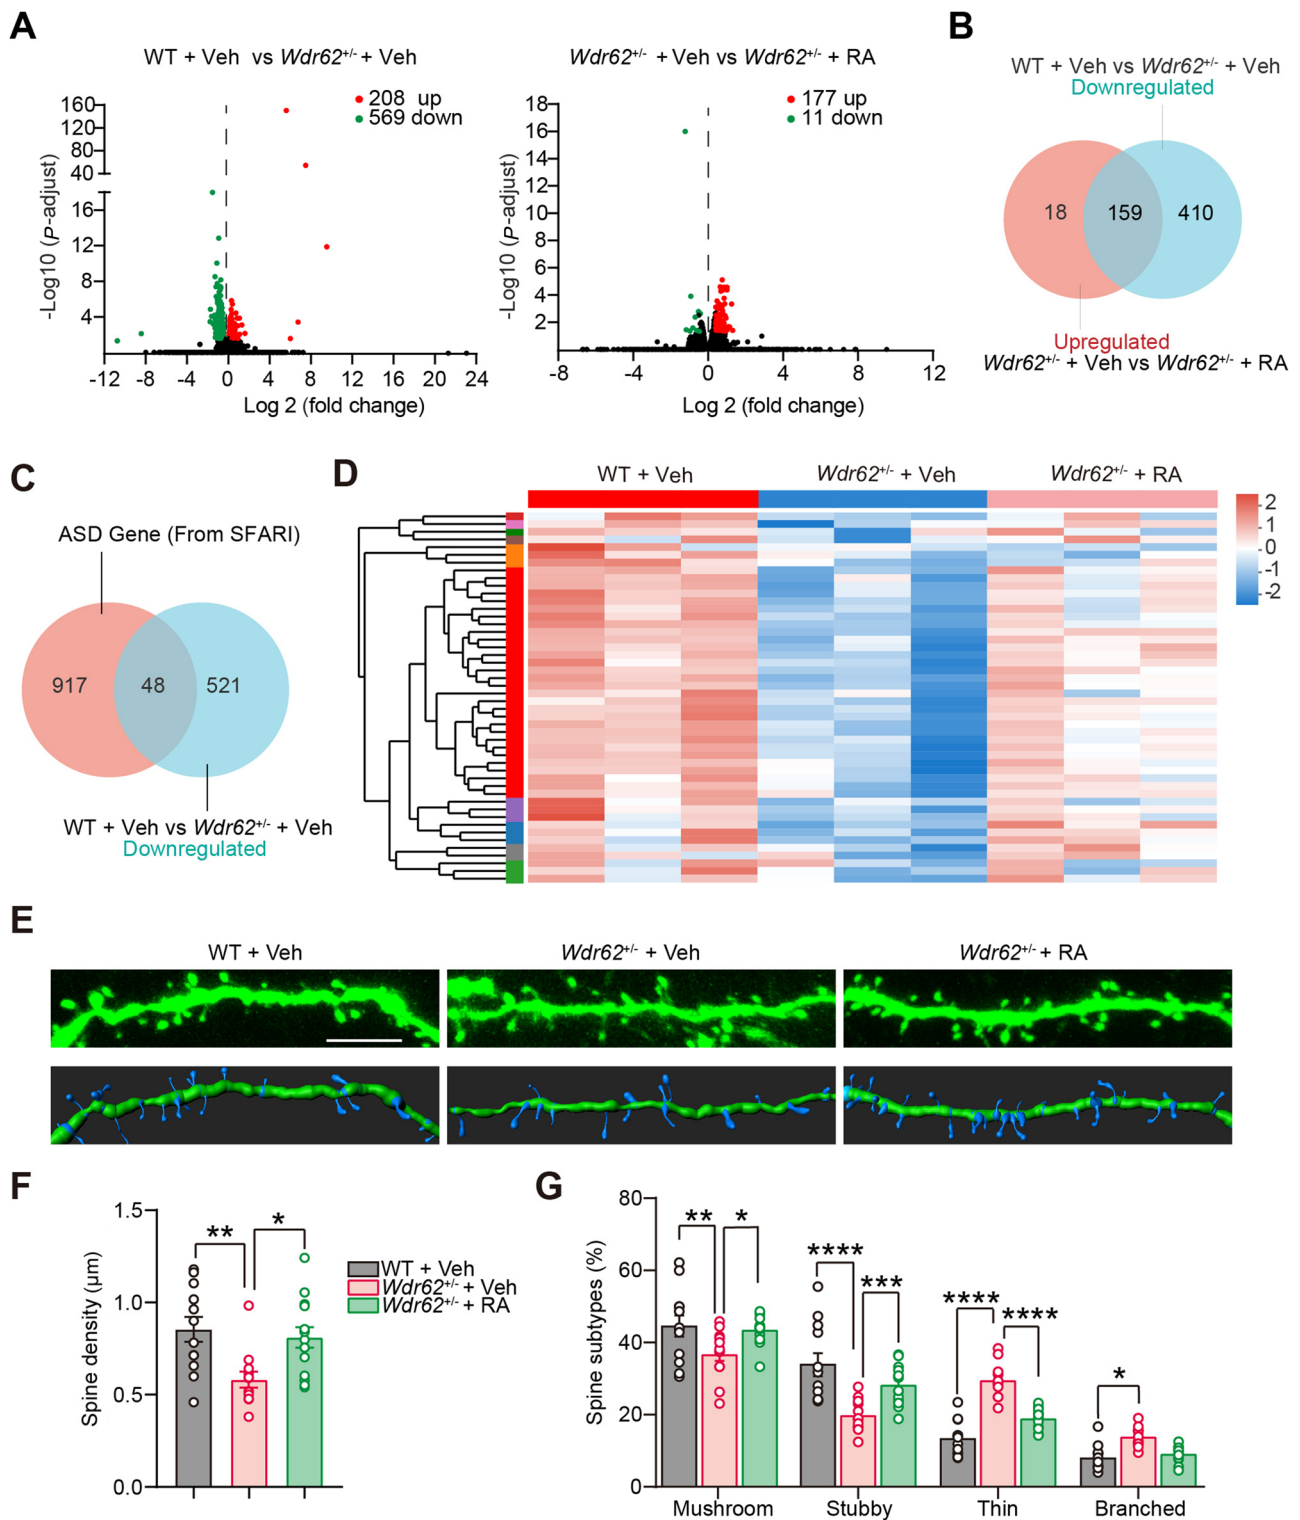 A
WT + Veh vs Wdr62+/- + Veh
208 up
569 down
-Log10 (P-adjust)
160
120
80
40
16
12
8
4
-12 -8 -4 0 4 8 12 16 20 24
Log 2 (fold change)
Wdr62+/- + Veh vs Wdr62+/- + RA
177 up
11 down
-Log10 (P-adjust)
18
16
14
12
10
8
6
4
2
-8 -4 0 4 8 12
Log 2 (fold change)
B
WT + Veh vs Wdr62+/- + Veh
Downregulated
18 159 410
Upregulated
Wdr62+/- + Veh vs Wdr62+/- + RA
C
ASD Gene (From SFARI)
917 48 521
WT + Veh vs Wdr62+/- + Veh
Downregulated
D
WT + Veh Wdr62+/- + Veh Wdr62+/- + RA
2
1
0
-1
-2
E
WT + Veh Wdr62+/- + Veh Wdr62+/- + RA
F
Spine density (μm)
1.5
1.0
0.5
0.0
** *
WT + Veh
Wdr62+/- + Veh
Wdr62+/- + RA
G
Spine subtypes (%)
80
60
40
20
0
** *
**** ***
**** ****
*
Mushroom Stubby Thin Branched